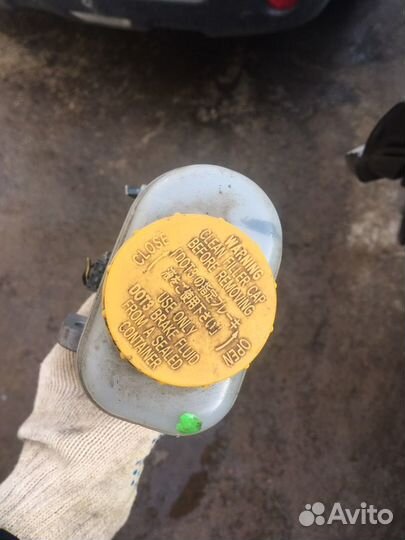 CLOSE
WARNING
CLEAN FILLER CAP
BEFORE REMOVING
USE ONLY
DOT3 BRAKE FLUID
FROM A SEALED
CONTAINER
OPEN
Avito